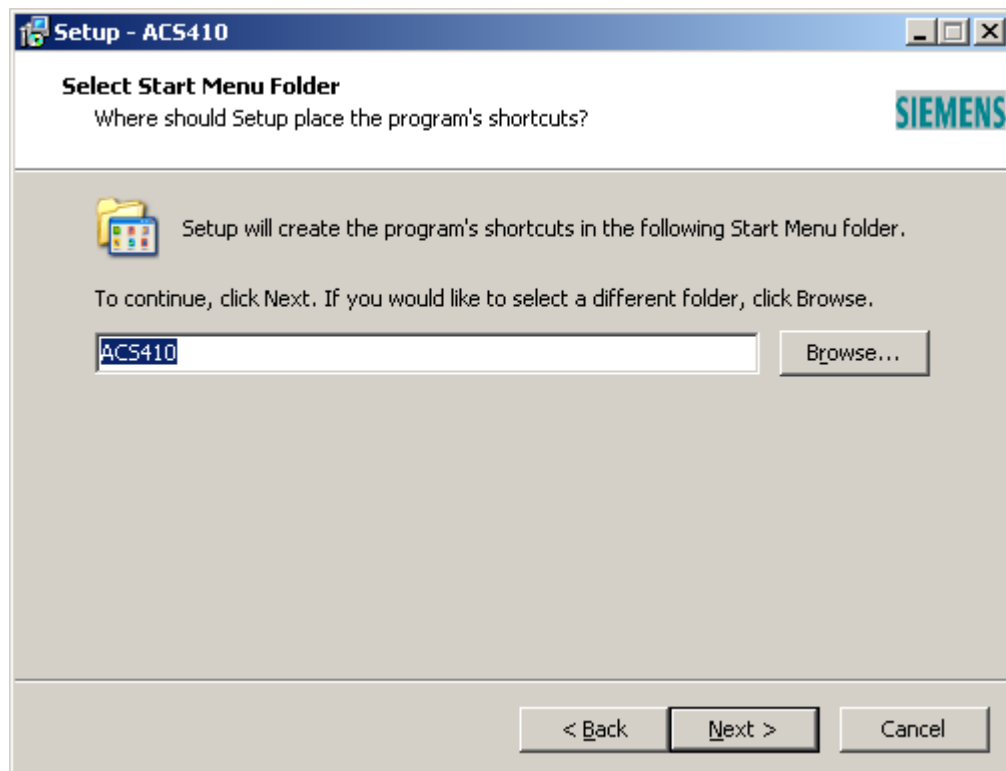 Setup - ACS410
Select Start Menu Folder
Where should Setup place the program's shortcuts?
SIEMENS
Setup will create the program's shortcuts in the following Start Menu folder.
To continue, click Next. If you would like to select a different folder, click Browse.
ACS410
Browse...
< Back
Next >
Cancel